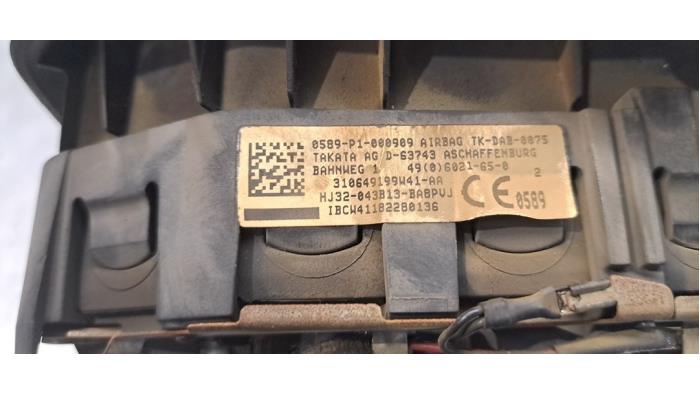 0589-P1-000909 AIRBAG TK-DAB-0075
TAKATA AG D-63743 ASCHAFFENBURG
BAHNWEG 1 49(0)6021-65-0
310649199W41-AA 2
HJ32-043B13-BA8PVJ
CE 0589
IBCW41182280136